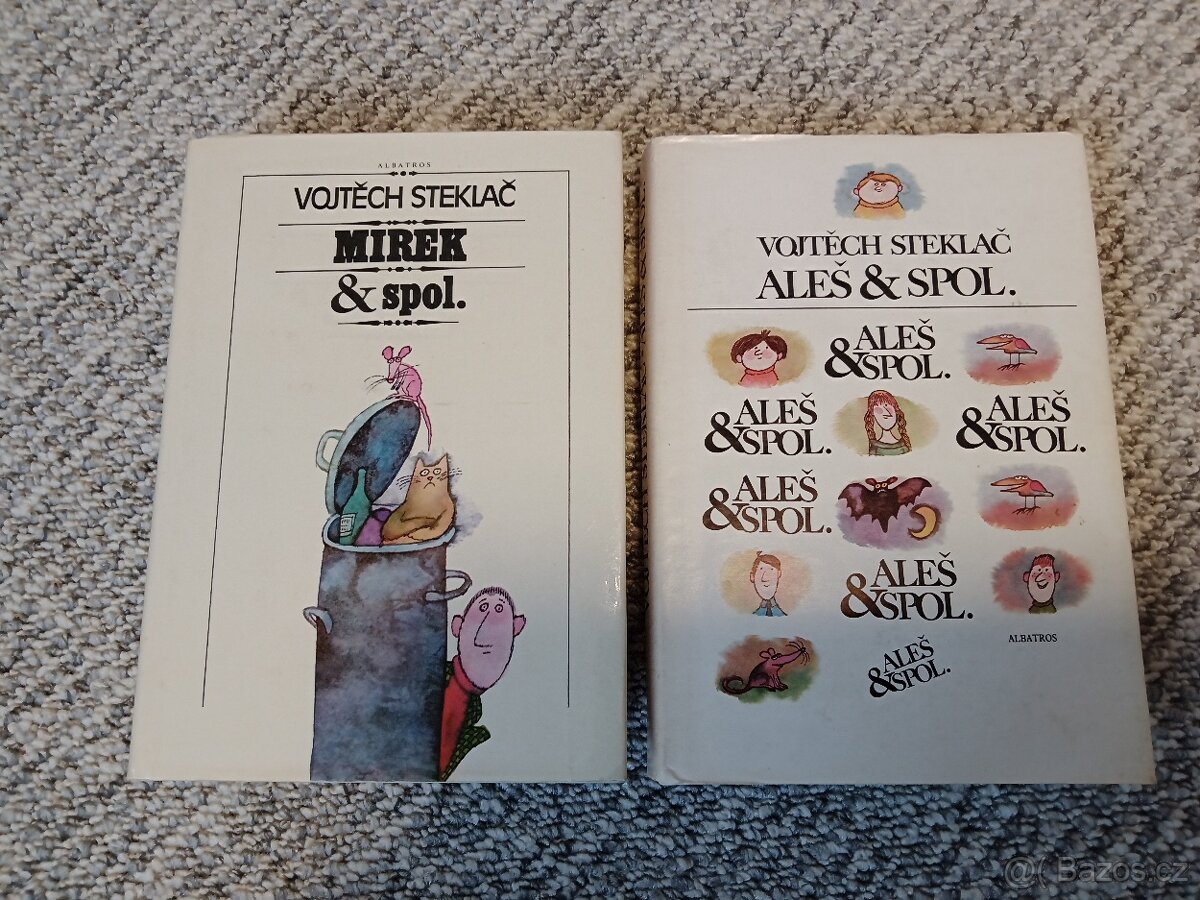 ALBATROS
VOJTĚCH STEKLAČ
MIREK
& spol.
VOJTĚCH STEKLAČ
ALEŠ & SPOL.
ALEŠ
& SPOL.
ALEŠ
& SPOL.
ALEŠ
& SPOL.
ALEŠ
& SPOL.
ALEŠ
& SPOL.
ALBATROS
ALEŠ
& SPOL.
@( Bazos.cz